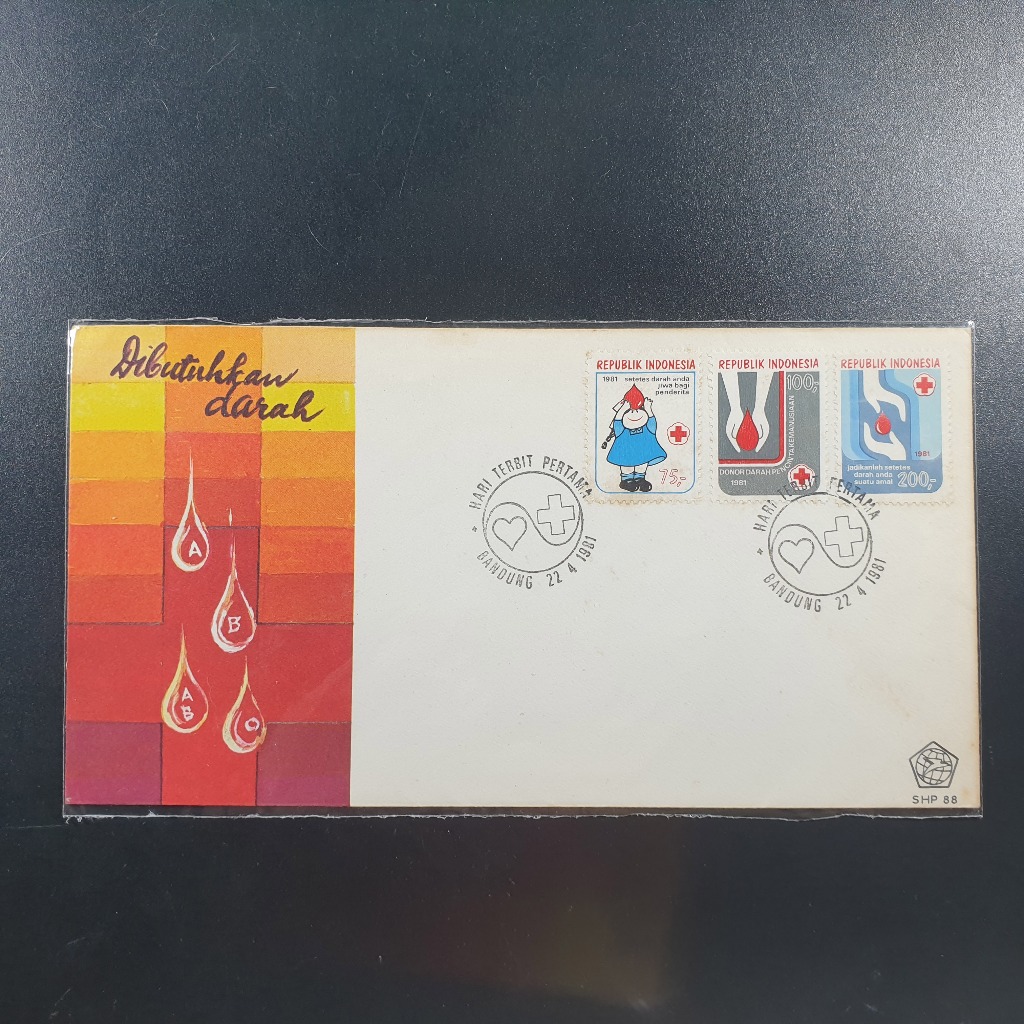 Dibutuhkan
darah
A
B
A
B
O
REPUBLIK INDONESIA
1981 setetes darah anda
jiwa bagi
penderita
75,-
REPUBLIK INDONESIA
100,-
DONOR DARAH PENCINTA KEMANUSIAAN
1981
REPUBLIK INDONESIA
1981
jadikanlah setetes
darah anda
suatu amal 200,-
* HARI TERBIT PERTAMA
BANDUNG 22 4 1981
* HARI TERBIT PERTAMA
BANDUNG 22 4 1981
SHP 88